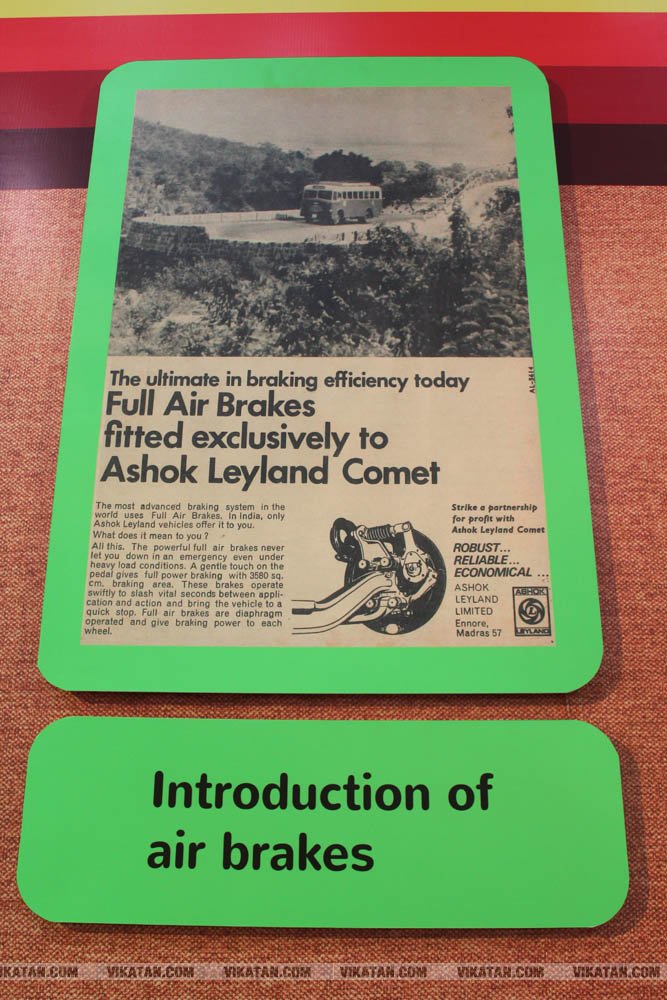 AL-3614
The ultimate in braking efficiency today
Full Air Brakes
fitted exclusively to
Ashok Leyland Comet
The most advanced braking system in the
world uses Full Air Brakes. In India, only
Ashok Leyland vehicles offer it to you.
What does it mean to you ?
All this. The powerful full air brakes never
let you down in an emergency even under
heavy load conditions. A gentle touch on the
pedal gives full power braking with 3580 sq.
cm. braking area. These brakes operate
swiftly to slash vital seconds between appli-
cation and action and bring the vehicle to a
quick stop. Full air brakes are diaphragm
operated and give braking power to each
wheel.
Strike a partnership
for profit with
Ashok Leyland Comet
ROBUST...
RELIABLE...
ECONOMICAL ...
ASHOK
LEYLAND
LIMITED
Ennore,
Madras 57
ASHOK
L
LEYLAND
Introduction of
air brakes
VIKATAN.COM VIKATAN.COM VIKATAN.COM VIKATAN.COM VIKATAN.COM VIKATAN.COM